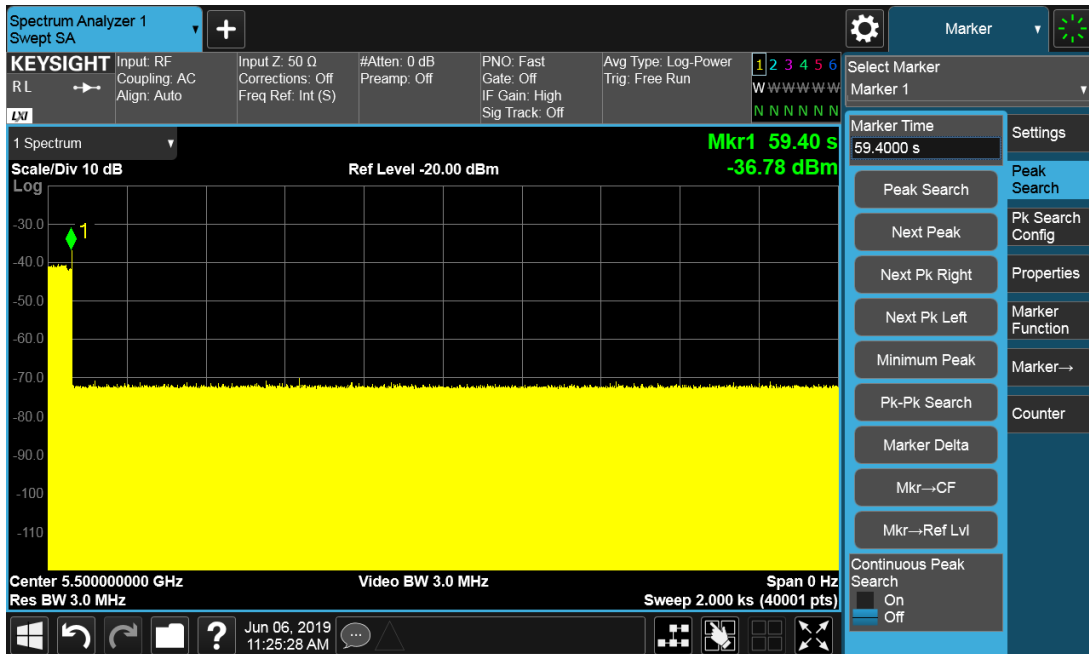 Spectrum Analyzer 1
Swept SA
Marker
KEYSIGHT
RL
LXI
Input: RF
Coupling: AC
Align: Auto
Input Z: 50 Ω
Corrections: Off
Freq Ref: Int (S)
#Atten: 0 dB
Preamp: Off
PNO: Fast
Gate: Off
IF Gain: High
Sig Track: Off
Avg Type: Log-Power
Trig: Free Run
1 2 3 4 5 6
W W W W W W
N N N N N N
Select Marker
Marker 1
1 Spectrum
Mkr1 59.40 s
Scale/Div 10 dB
Ref Level -20.00 dBm
-36.78 dBm
Log
1
-30.0
-40.0
-50.0
-60.0
-70.0
-80.0
-90.0
-100
-110
Center 5.500000000 GHz
Video BW 3.0 MHz
Span 0 Hz
Res BW 3.0 MHz
Sweep 2.000 ks (40001 pts)
Marker Time
59.4000 s
Peak Search
Next Peak
Next Pk Right
Next Pk Left
Minimum Peak
Pk-Pk Search
Marker Delta
Mkr→CF
Mkr→Ref Lvl
Continuous Peak
Search
On
Off
Settings
Peak
Search
Pk Search
Config
Properties
Marker
Function
Marker→
Counter
?
Jun 06, 2019
11:25:28 AM